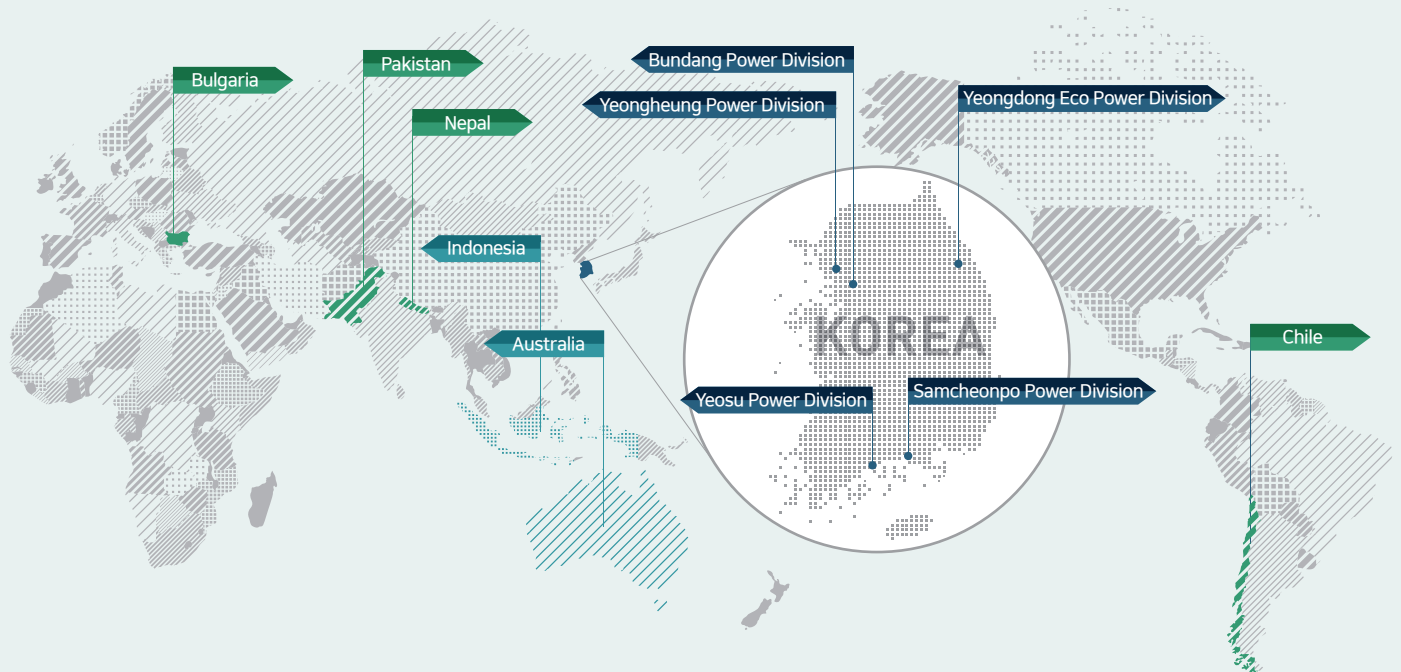 Bundang Power Division
Pakistan
Bulgaria
Yeongdong Eco Power Division
Yeongheung Power Division
Nepal
Indonesia
KOREA
Chile
Australia
Samcheonpo Power Division
Yeosu Power Division